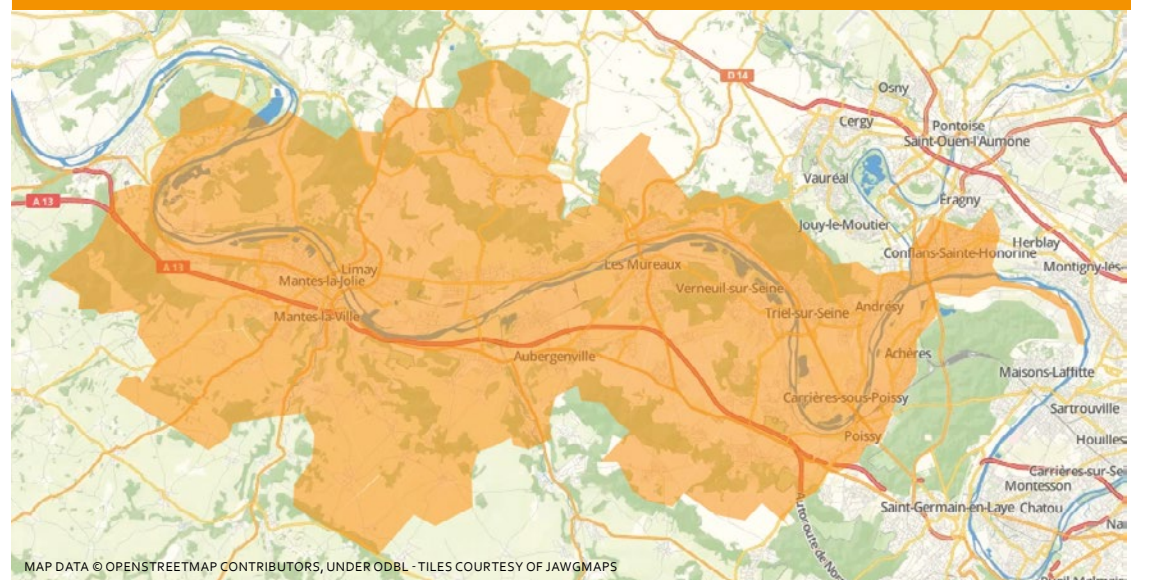 D 14
Osny
Cergy
Pontoise
Saint-Ouen-l'Aumône
Vauréal
Éragny
A 13
Jouy-le-Moutier
Conflans-Sainte-Honorine
Herblay
Montigny-lès-
A 13
Limay
Mantes-la-Jolie
Les Mureaux
Verneuil-sur-Seine
Triel-sur-Seine
Andrésy
Mantes-la-Ville
Aubergenville
Achères
Maisons-Laffitte
Carrières-sous-Poissy
Sartrouville
Poissy
Houilles
Carrières-sur-Sei
Montesson
Saint-Germain-en-Laye
Chatou
Autoroute de Nor
Nan
MAP DATA © OPENSTREETMAP CONTRIBUTORS, UNDER ODBL - TILES COURTESY OF JAWGMAPS